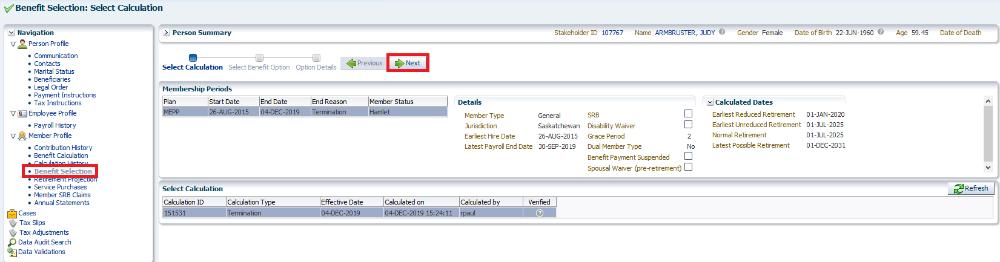 Benefit Selection: Select Calculation
Navigation
Person Profile
Communication
Contacts
Marital Status
Beneficiaries
Legal Order
Payment Instructions
Tax Instructions
Employee Profile
Payroll History
Member Profile
Contribution History
Benefit Calculation
Calculation History
Benefit Selection
Retirement Projection
Service Purchases
Member SRB Claims
Annual Statements
Cases
Tax Slips
Tax Adjustments
Data Audit Search
Data Validations
Person Summary Stakeholder ID 107767 Name ARMBRUSTER, JUDY Gender Female Date of Birth 22-JUN-1960 Age 59.45 Date of Death
Select Calculation Select Benefit Option Option Details Previous Next
Membership Periods
Plan Start Date End Date End Reason Member Status
MEPP 26-AUG-2015 04-DEC-2019 Termination Hamlet
Details
Member Type General SRB
Jurisdiction Saskatchewan Disability Waiver
Earliest Hire Date 26-AUG-2015 Grace Period 2
Latest Payroll End Date 30-SEP-2019 Dual Member Type No
Benefit Payment Suspended
Spousal Waiver (pre-retirement)
Calculated Dates
Earliest Reduced Retirement 01-JAN-2020
Earliest Unreduced Retirement 01-JUL-2025
Normal Retirement 01-JUL-2025
Latest Possible Retirement 01-DEC-2031
Select Calculation Refresh
Calculation ID Calculation Type Effective Date Calculated on Calculated by Verified
151531 Termination 04-DEC-2019 04-DEC-2019 15:24:11 rpaul